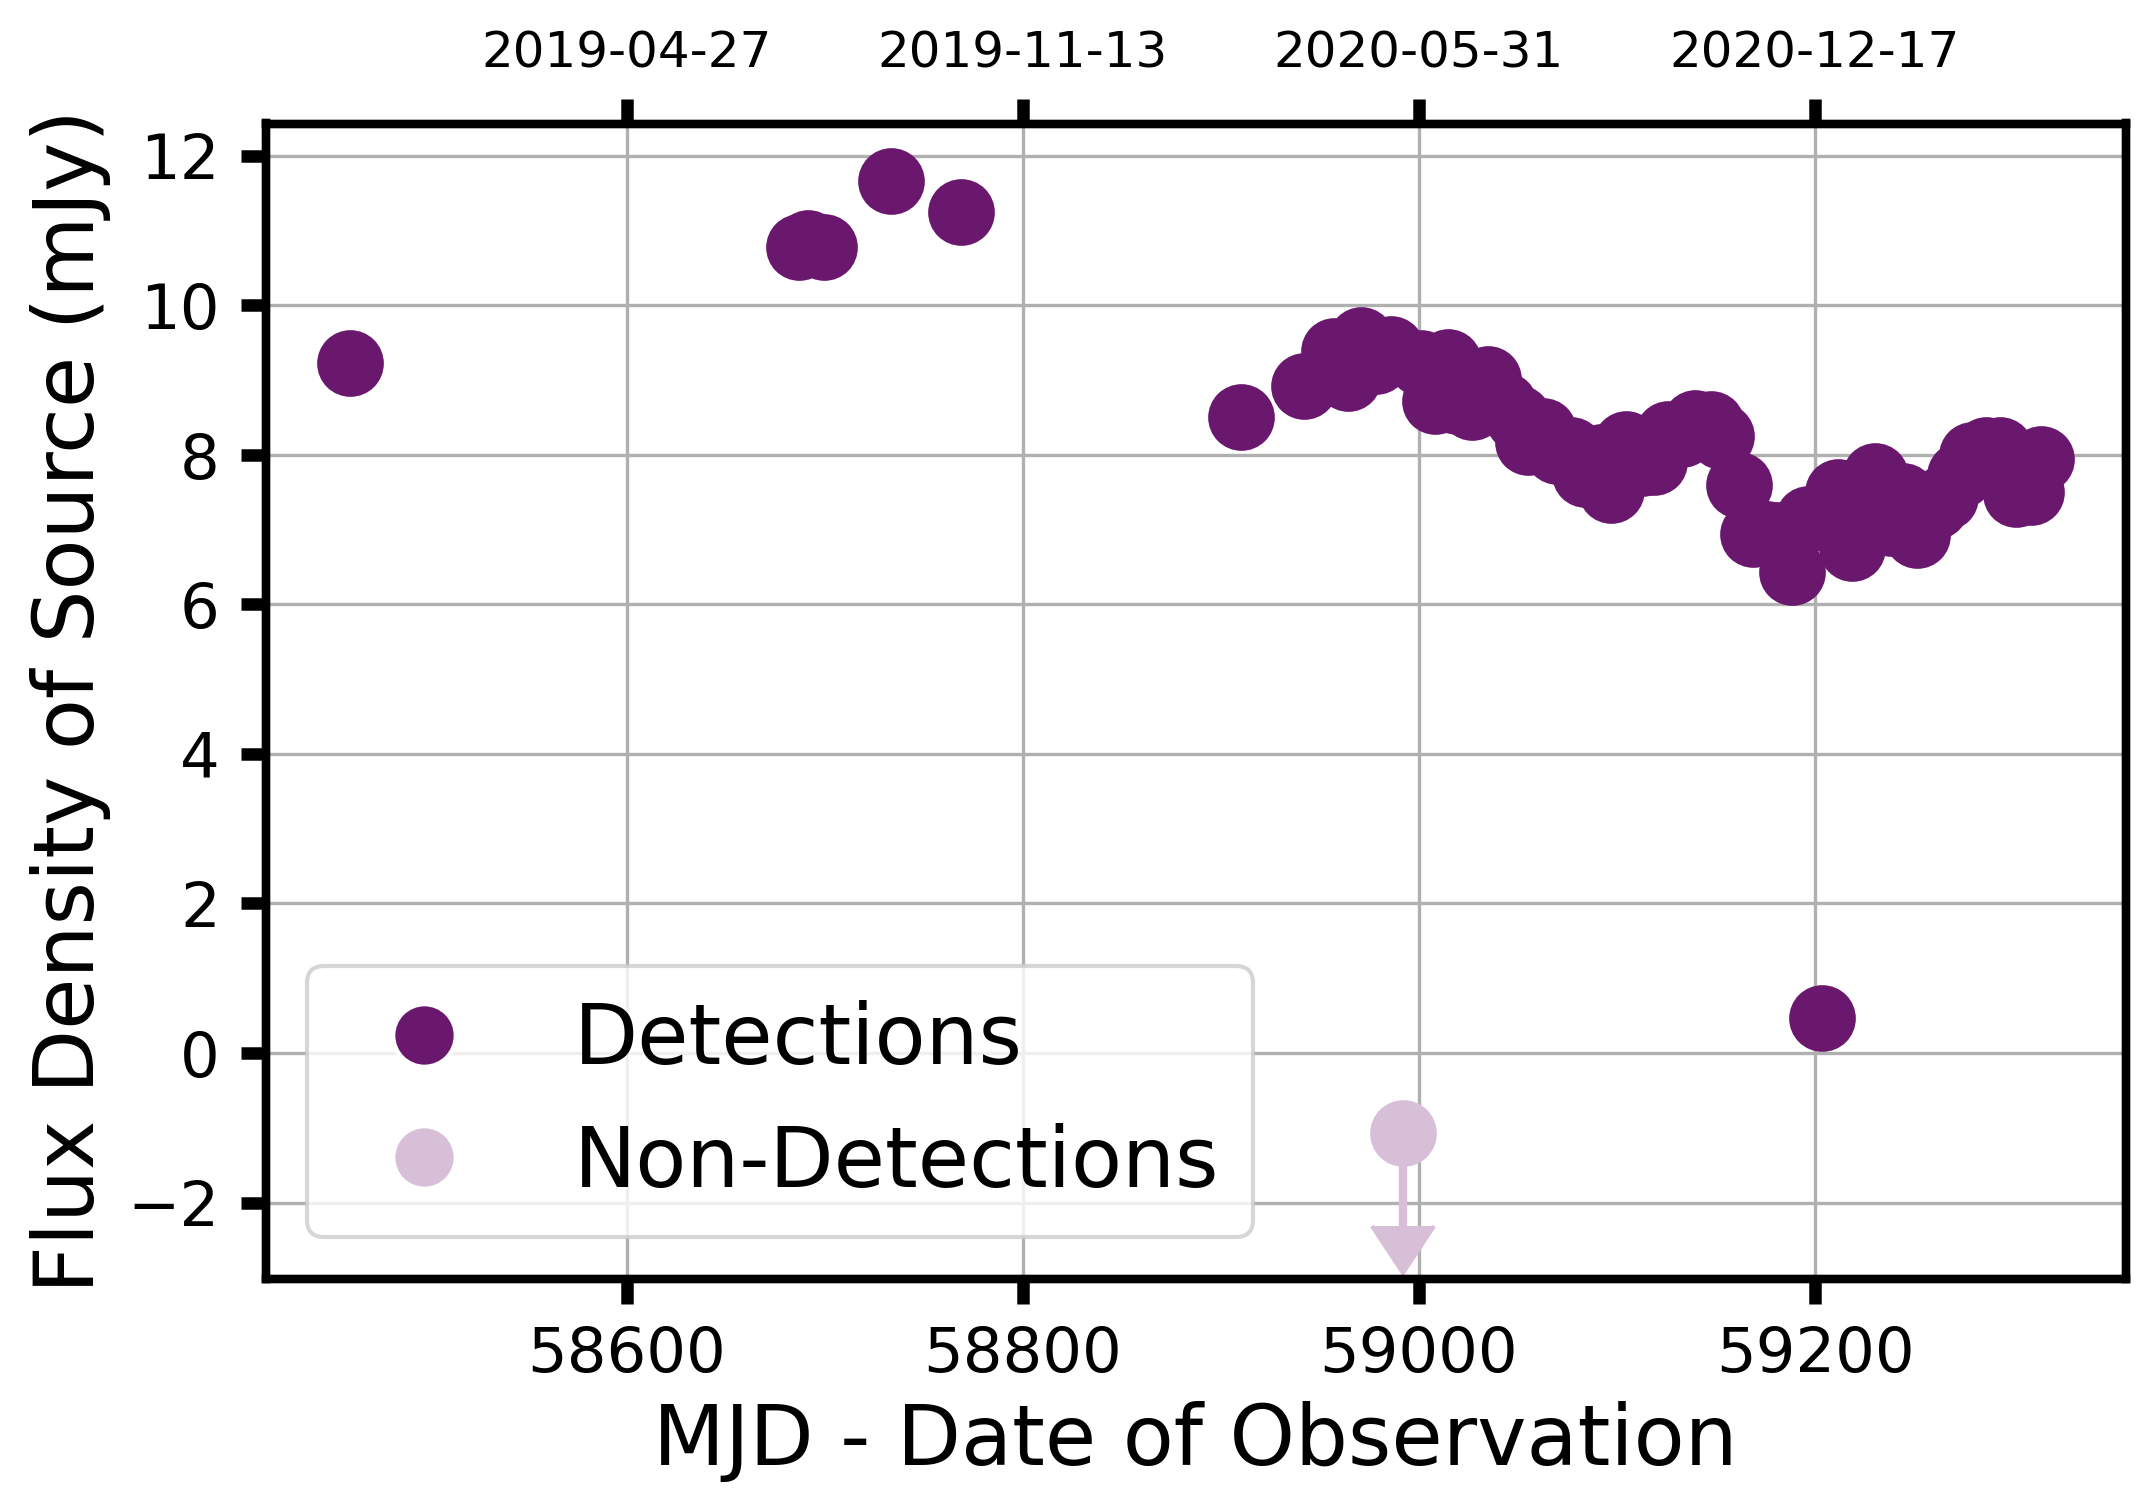 2019-04-27 2019-11-13 2020-05-31 2020-12-17
Flux Density of Source (mJy)
12
10
8
6
4
2
0
−2
Detections
Non-Detections
58600 58800 59000 59200
MJD - Date of Observation